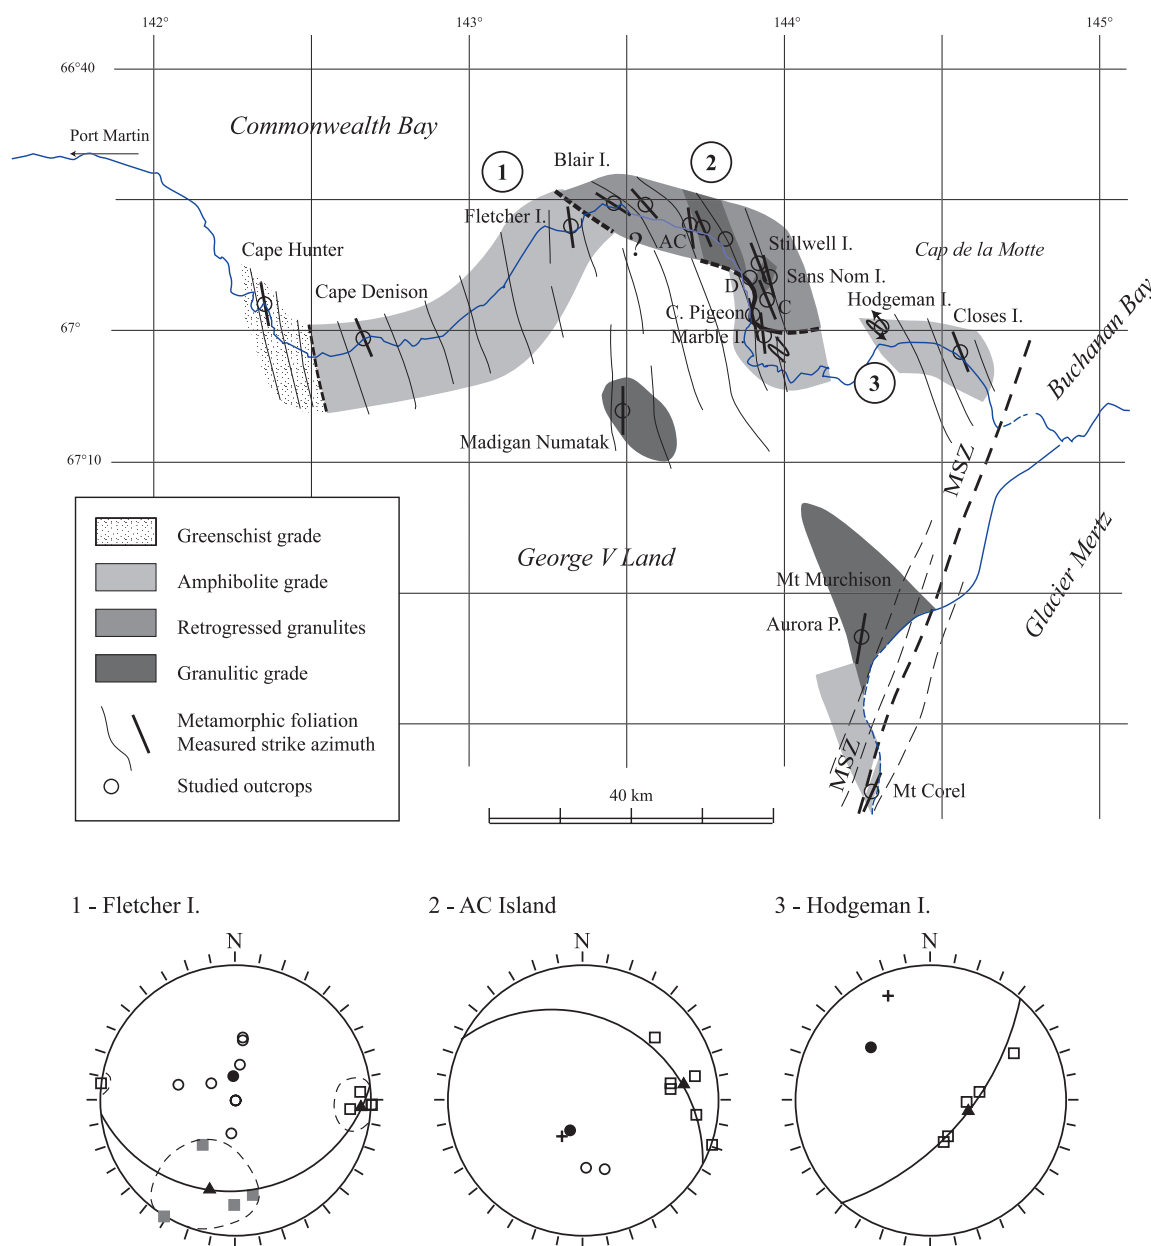 142°
143°
144°
145°
66°40
Commonwealth Bay
Port Martin
1
Blair I.
2
Fletcher I.
?
AC
Stillwell I.
Cap de la Motte
Cape Hunter
Sans Nom I.
D
Cape Denison
C. Pigeon
C
Hodgeman I.
Closes I.
67°
Marble I.
Buchanan Bay
3
Madigan Numatak
67°10
MSZ
Greenschist grade
George V Land
Glacier Mertz
Amphibolite grade
Mt Murchison
Retrogressed granulites
Aurora P.
Granulitic grade
Metamorphic foliation
Measured strike azimuth
MSZ
Studied outcrops
40 km
Mt Corel
1 - Fletcher I.
2 - AC Island
3 - Hodgeman I.
N
N
N